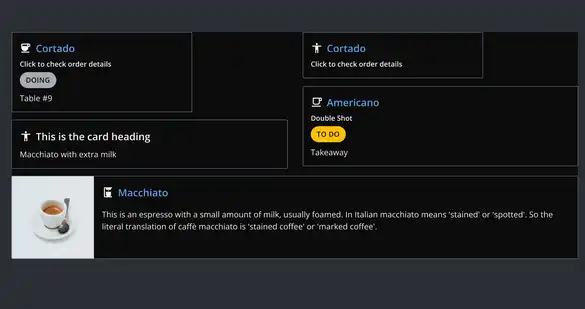 Cortado
Click to check order details
DOING
Table #9
This is the card heading
Macchiato with extra milk
Cortado
Click to check order details
Americano
Double Shot
TO DO
Takeaway
Macchiato
This is an espresso with a small amount of milk, usually foamed. In Italian macchiato means 'stained' or 'spotted'. So the
literal translation of caffè macchiato is 'stained coffee' or 'marked coffee'.